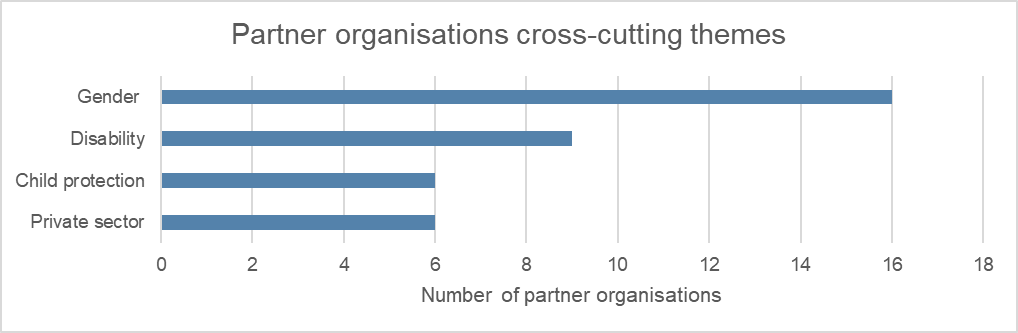 Partner organisations cross-cutting themes
Gender
Disability
Child protection
Private sector
0 2 4 6 8 10 12 14 16 18
Number of partner organisations